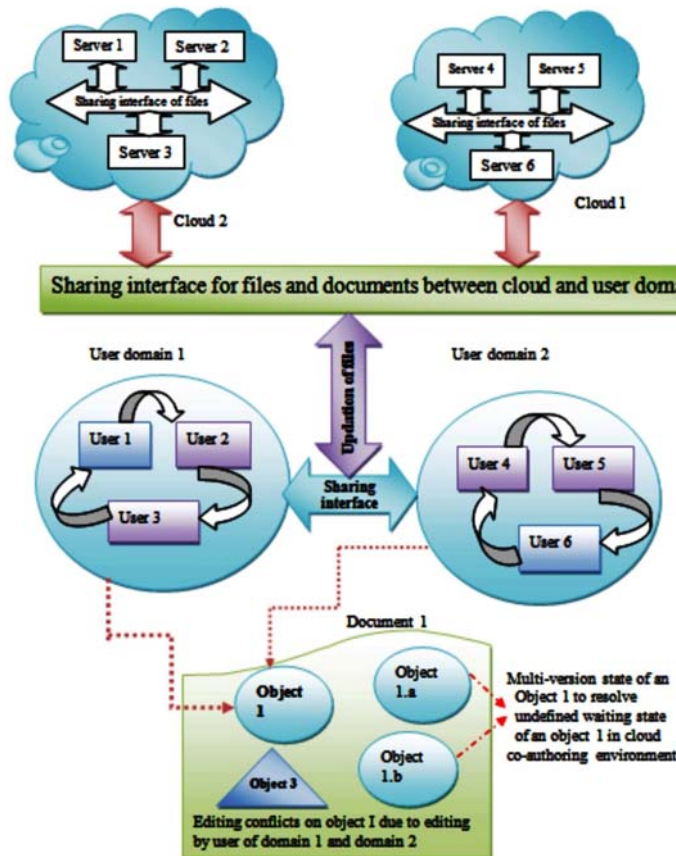 Server 1
Server 2
Sharing interface of files
Server 3
Cloud 2
Server 4
Server 5
Sharing interface of files
Server 6
Cloud 1
Sharing interface for files and documents between cloud and user doma
User domain 1
User domain 2
Updation of files
User 1
User 2
User 3
Sharing
interface
User 4
User 5
User 6
Document 1
Object
1
Object
1.a
Object
1.b
Object 3
Multi-version state of an
Object 1 to resolve
undefined waiting state
of an object 1 in cloud
co-authoring environment
Editing conflicts on object I due to editing
by user of domain 1 and domain 2